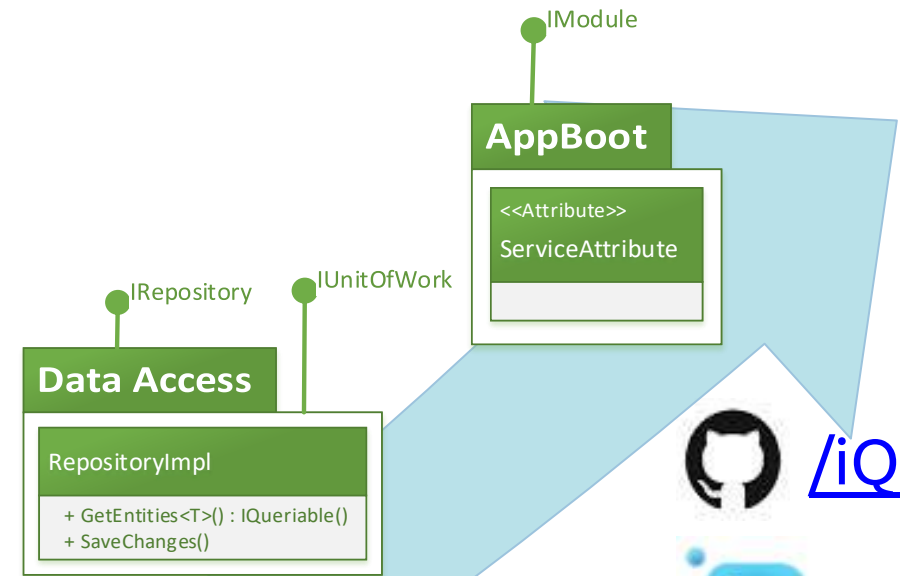 IModule
AppBoot
<<Attribute>>
ServiceAttribute
IRepository
IUnitOfWork
Data Access
RepositoryImpl
+ GetEntities<T>() : IQueriable()
+ SaveChanges()
/iQ